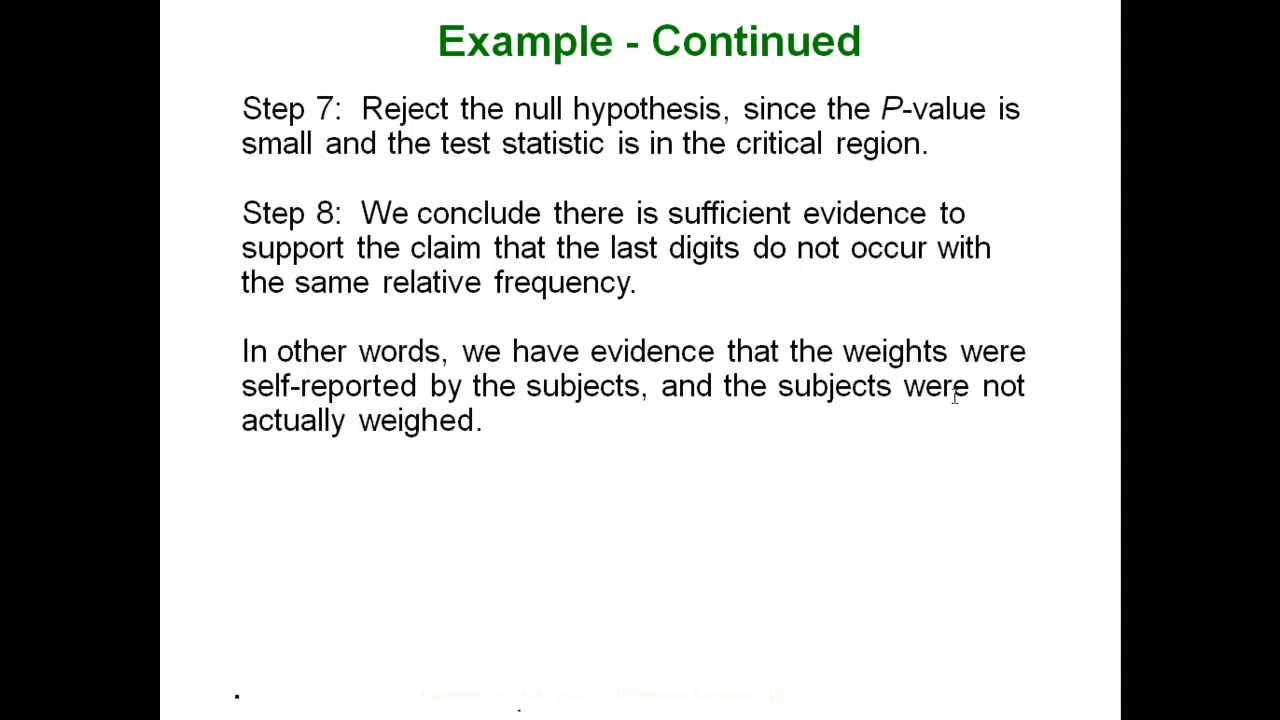 Example - Continued
Step 7: Reject the null hypothesis, since the P-value is
small and the test statistic is in the critical region.
Step 8: We conclude there is sufficient evidence to
support the claim that the last digits do not occur with
the same relative frequency.
In other words, we have evidence that the weights were
self-reported by the subjects, and the subjects were not
actually weighed.